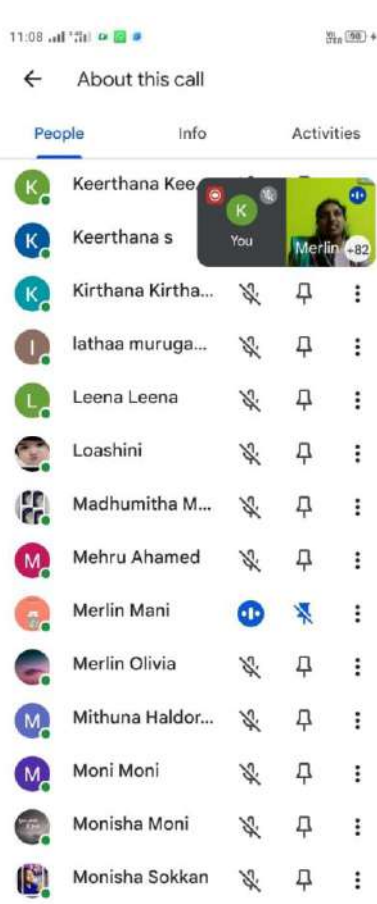 11:08
98
About this call
People Info Activities
K Keerthana Kee...
K You
Merlin +82
K Keerthana s
K Kirthana Kirtha...
l lathaa muruga...
L Leena Leena
Loashini
Madhumitha M...
M Mehru Ahamed
Merlin Mani
Merlin Olivia
M Mithuna Haldor...
M Moni Moni
Monisha Moni
Monisha Sokkan